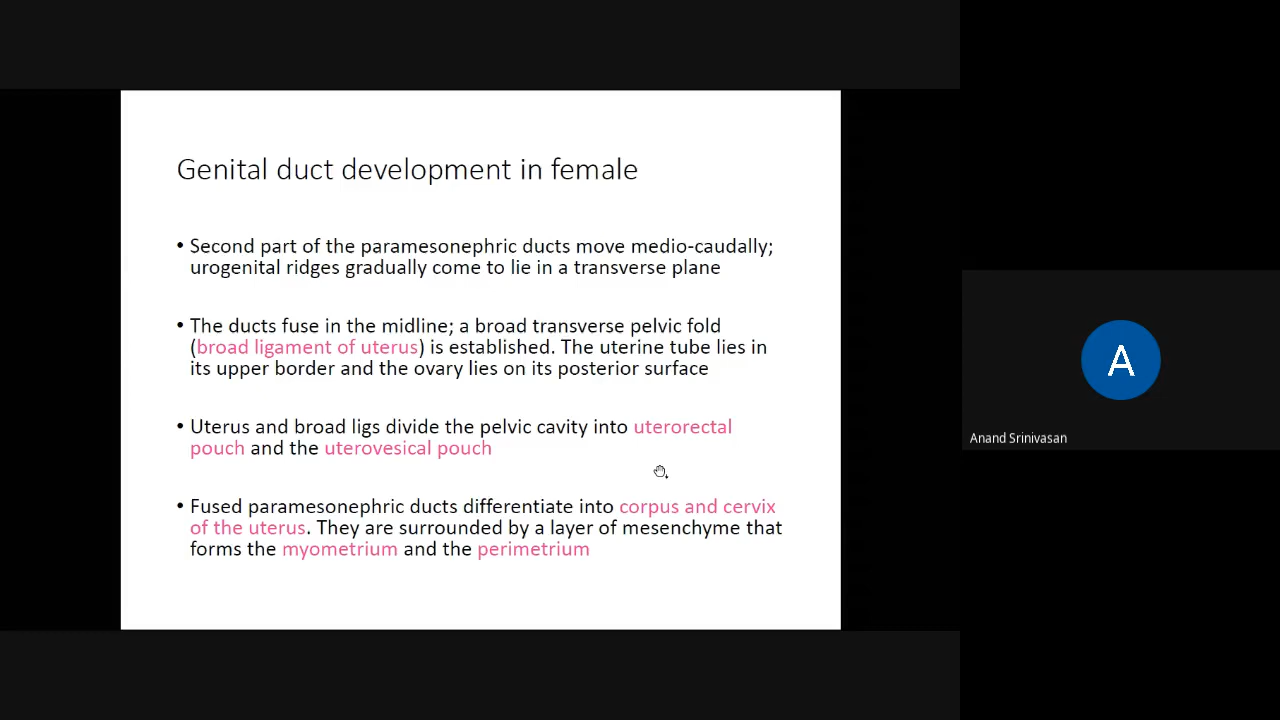 Genital duct development in female
• Second part of the paramesonephric ducts move medio-caudally;
urogenital ridges gradually come to lie in a transverse plane
• The ducts fuse in the midline; a broad transverse pelvic fold
(broad ligament of uterus) is established. The uterine tube lies in
its upper border and the ovary lies on its posterior surface
• Uterus and broad ligs divide the pelvic cavity into uterorectal
pouch and the uterovesical pouch
• Fused paramesonephric ducts differentiate into corpus and cervix
of the uterus. They are surrounded by a layer of mesenchyme that
forms the myometrium and the perimetrium
A
Anand Srinivasan